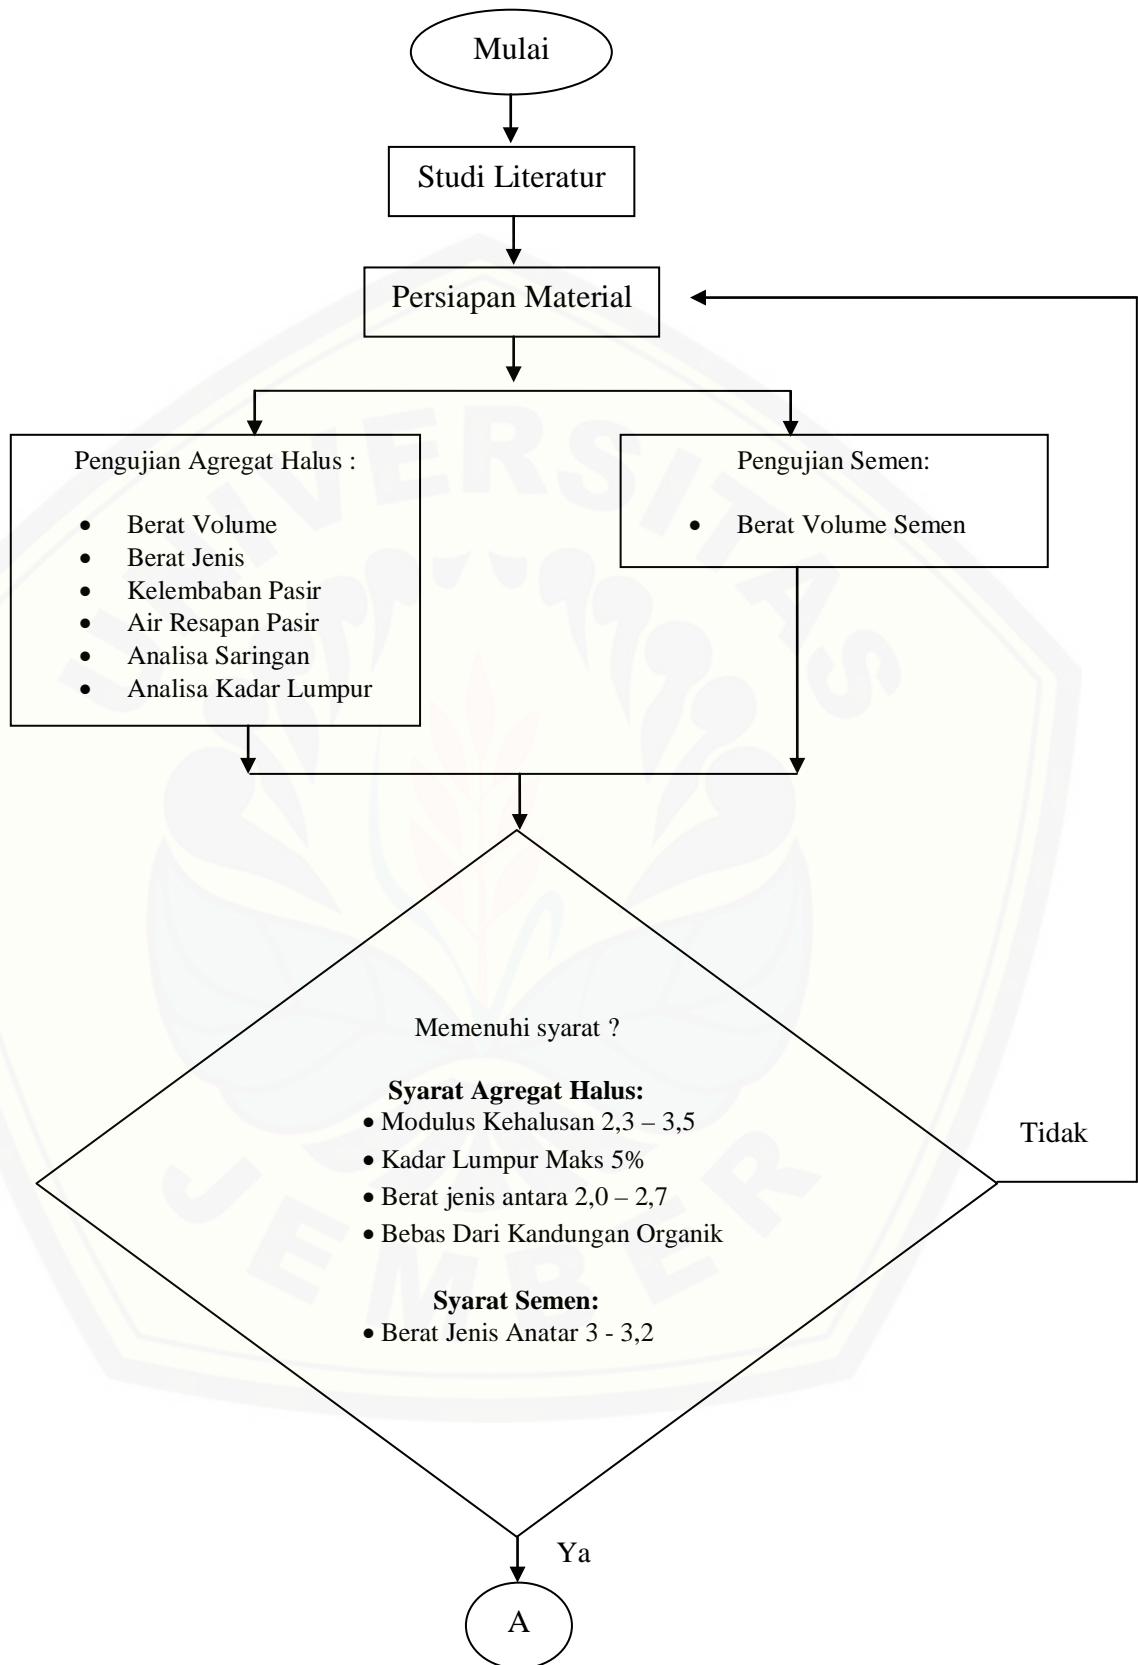 Mulai
Studi Literatur
Persiapan Material
Pengujian Agregat Halus :
• Berat Volume
• Berat Jenis
• Kelembaban Pasir
• Air Resapan Pasir
• Analisa Saringan
• Analisa Kadar Lumpur
Pengujian Semen:
• Berat Volume Semen
Memenuhi syarat ?
Syarat Agregat Halus:
• Modulus Kehalusan 2,3 – 3,5
• Kadar Lumpur Maks 5%
• Berat jenis antara 2,0 – 2,7
• Bebas Dari Kandungan Organik
Syarat Semen:
• Berat Jenis Anatar 3 - 3,2
Tidak
Ya
A
UNIVERSITAS
JEMBER